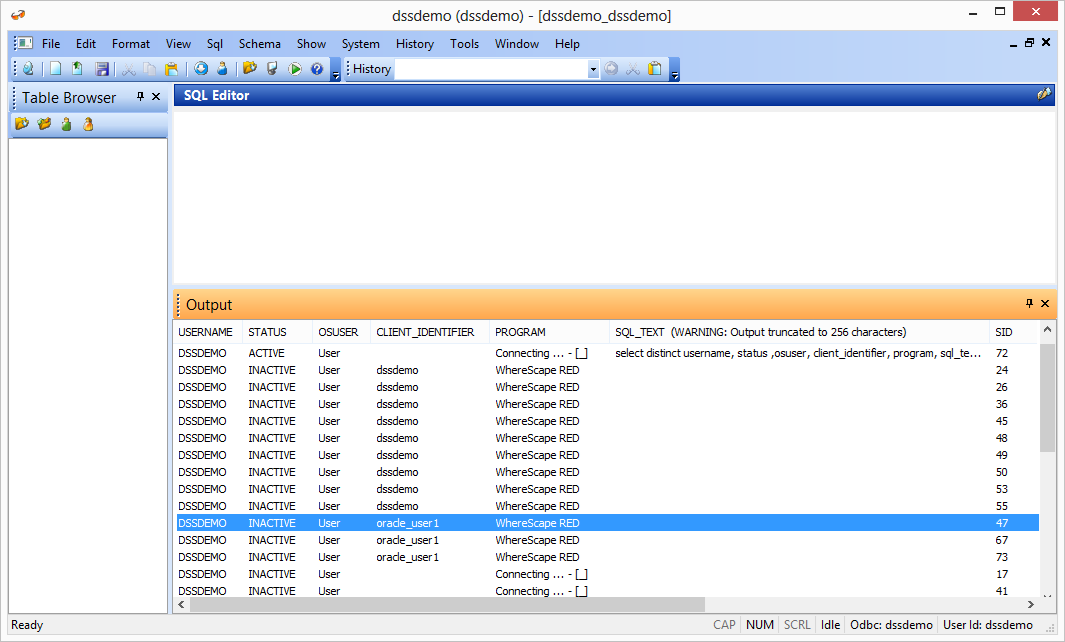 dssdemo (dssdemo) - [dssdemo_dssdemo]
File Edit Format View Sql Schema Show System History Tools Window Help
History
Table Browser
SQL Editor
Output
USERNAME STATUS OSUSER CLIENT_IDENTIFIER PROGRAM SQL_TEXT (WARNING: Output truncated to 256 characters) SID
DSSDEMO ACTIVE User Connecting ... - [_] select distinct username, status ,osuser, client_identifier, program, sql_te... 72
DSSDEMO INACTIVE User dssdemo WhereScape RED 24
DSSDEMO INACTIVE User dssdemo WhereScape RED 26
DSSDEMO INACTIVE User dssdemo WhereScape RED 36
DSSDEMO INACTIVE User dssdemo WhereScape RED 45
DSSDEMO INACTIVE User dssdemo WhereScape RED 48
DSSDEMO INACTIVE User dssdemo WhereScape RED 49
DSSDEMO INACTIVE User dssdemo WhereScape RED 50
DSSDEMO INACTIVE User dssdemo WhereScape RED 53
DSSDEMO INACTIVE User dssdemo WhereScape RED 55
DSSDEMO INACTIVE User oracle_user1 WhereScape RED 47
DSSDEMO INACTIVE User oracle_user1 WhereScape RED 67
DSSDEMO INACTIVE User oracle_user1 WhereScape RED 73
DSSDEMO INACTIVE User Connecting ... - [_] 17
DSSDEMO INACTIVE User Connecting ... - [_] 41
Ready CAP NUM SCRL Idle Odbc: dssdemo User Id: dssdemo